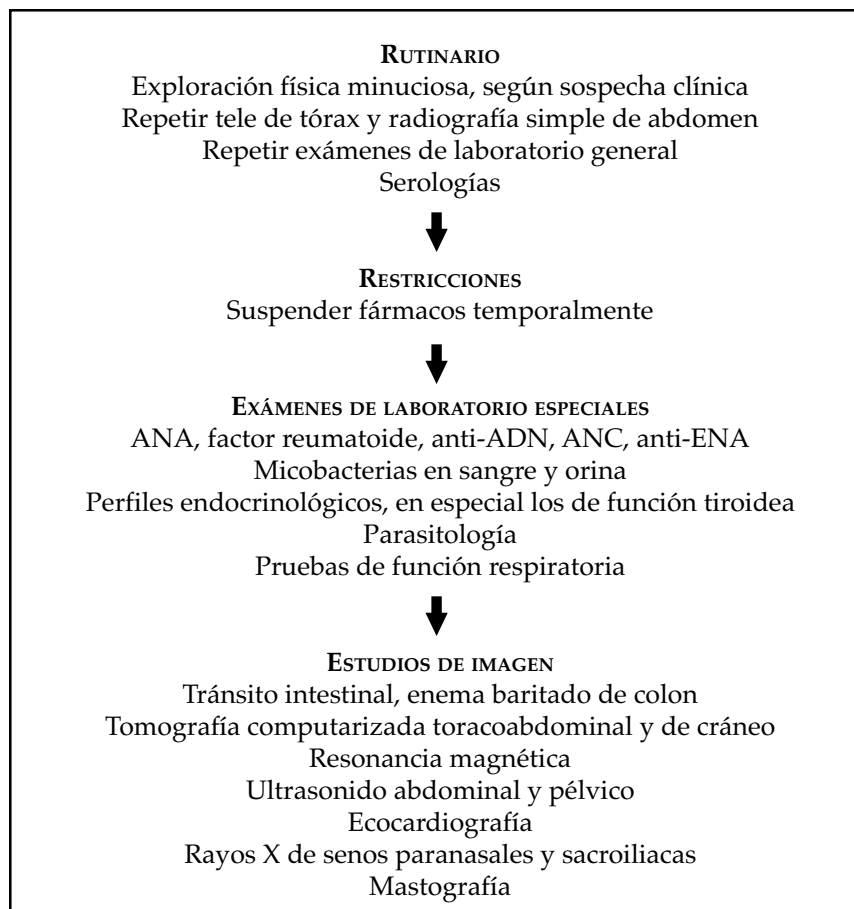 RUTINARIO
Exploración física minuciosa, según sospecha clínica
Repetir tele de tórax y radiografía simple de abdomen
Repetir exámenes de laboratorio general
Serologías
RESTRICCIONES
Suspender fármacos temporalmente
EXÁMENES DE LABORATORIO ESPECIALES
ANA, factor reumatoide, anti-ADN, ANC, anti-ENA
Micobacterias en sangre y orina
Perfiles endocrinológicos, en especial los de función tiroidea
Parasitología
Pruebas de función respiratoria
ESTUDIOS DE IMAGEN
Tránsito intestinal, enema baritado de colon
Tomografía computarizada toracoabdominal y de cráneo
Resonancia magnética
Ultrasonido abdominal y pélvico
Ecocardiografía
Rayos X de senos paranasales y sacroiliacas
Mastografía